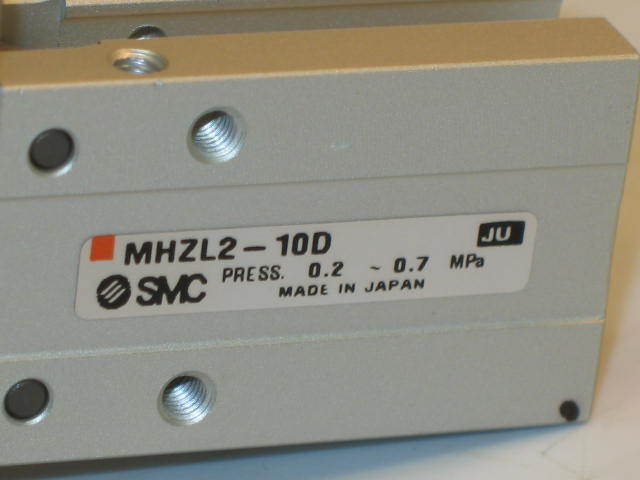 MHZL2-10D JU
SMC PRESS. 0.2 ~ 0.7 MPa
MADE IN JAPAN